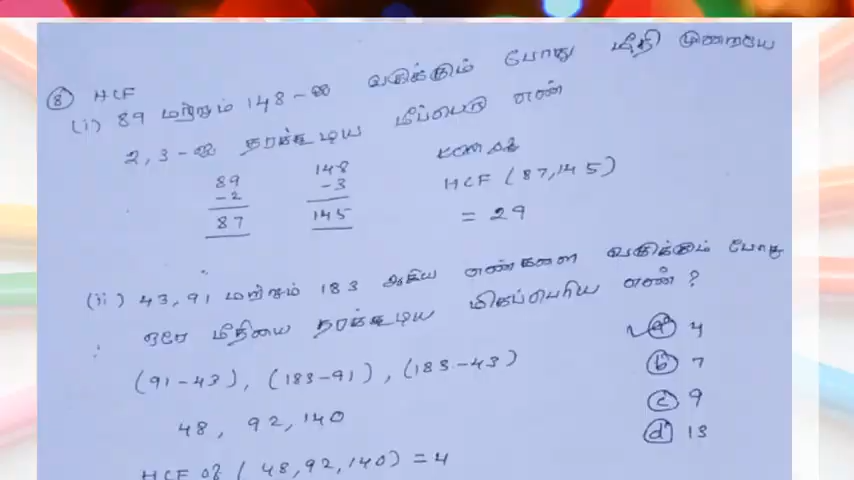 ⑧ HCF
(i) 89 மற்றும் 148-ஐ வகுக்கும் போது மீதி முறையே
2, 3-ஐ தரக்கூடிய மீப்பெரு எண்
89 148
-2 -3 HCF (87,145)
87 145 = 29
(ii) 43, 91 மற்றும் 183 ஆகிய எண்களை வகுக்கும் போது
ஒரே மீதியை தரக்கூடிய மிகப்பெரிய எண்?
(91-43), (183-91), (183-43)
48, 92, 140
HCF of (48, 92, 140) = 4
ⓐ 4
ⓑ 7
ⓒ 9
ⓓ 13